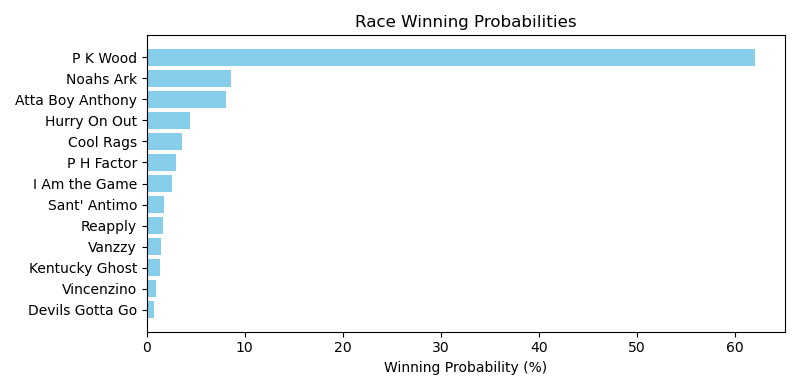 Race Winning Probabilities
P K Wood
Noahs Ark
Atta Boy Anthony
Hurry On Out
Cool Rags
P H Factor
I Am the Game
Sant' Antimo
Reapply
Vanzzy
Kentucky Ghost
Vincenzino
Devils Gotta Go
0 10 20 30 40 50 60
Winning Probability (%)